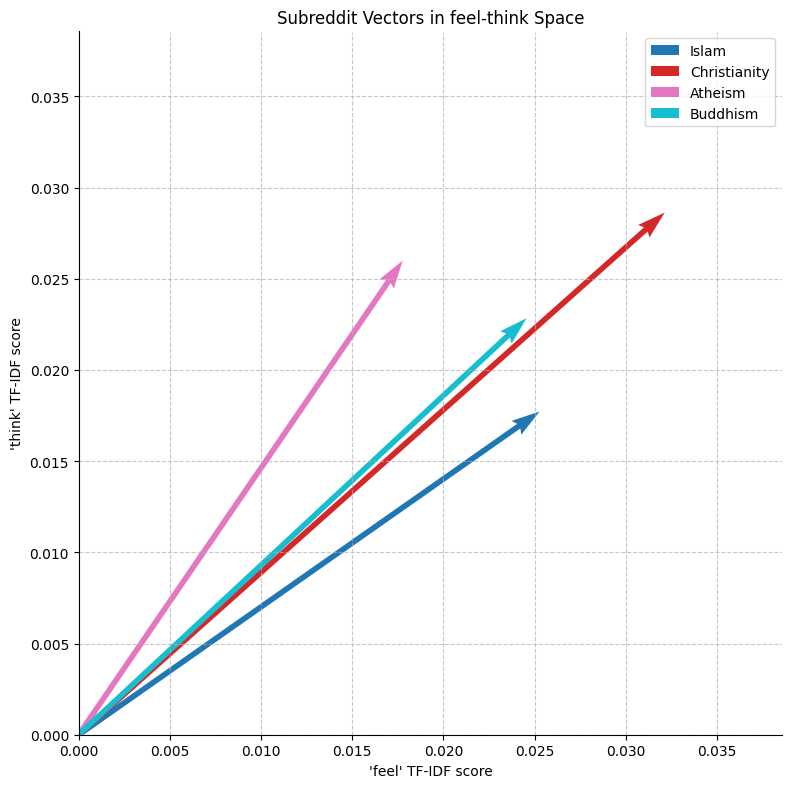 Subreddit Vectors in feel-think Space
Islam
Christianity
Atheism
Buddhism
0.035
0.030
0.025
0.020
0.015
0.010
0.005
0.000
'think' TF-IDF score
0.000 0.005 0.010 0.015 0.020 0.025 0.030 0.035
'feel' TF-IDF score